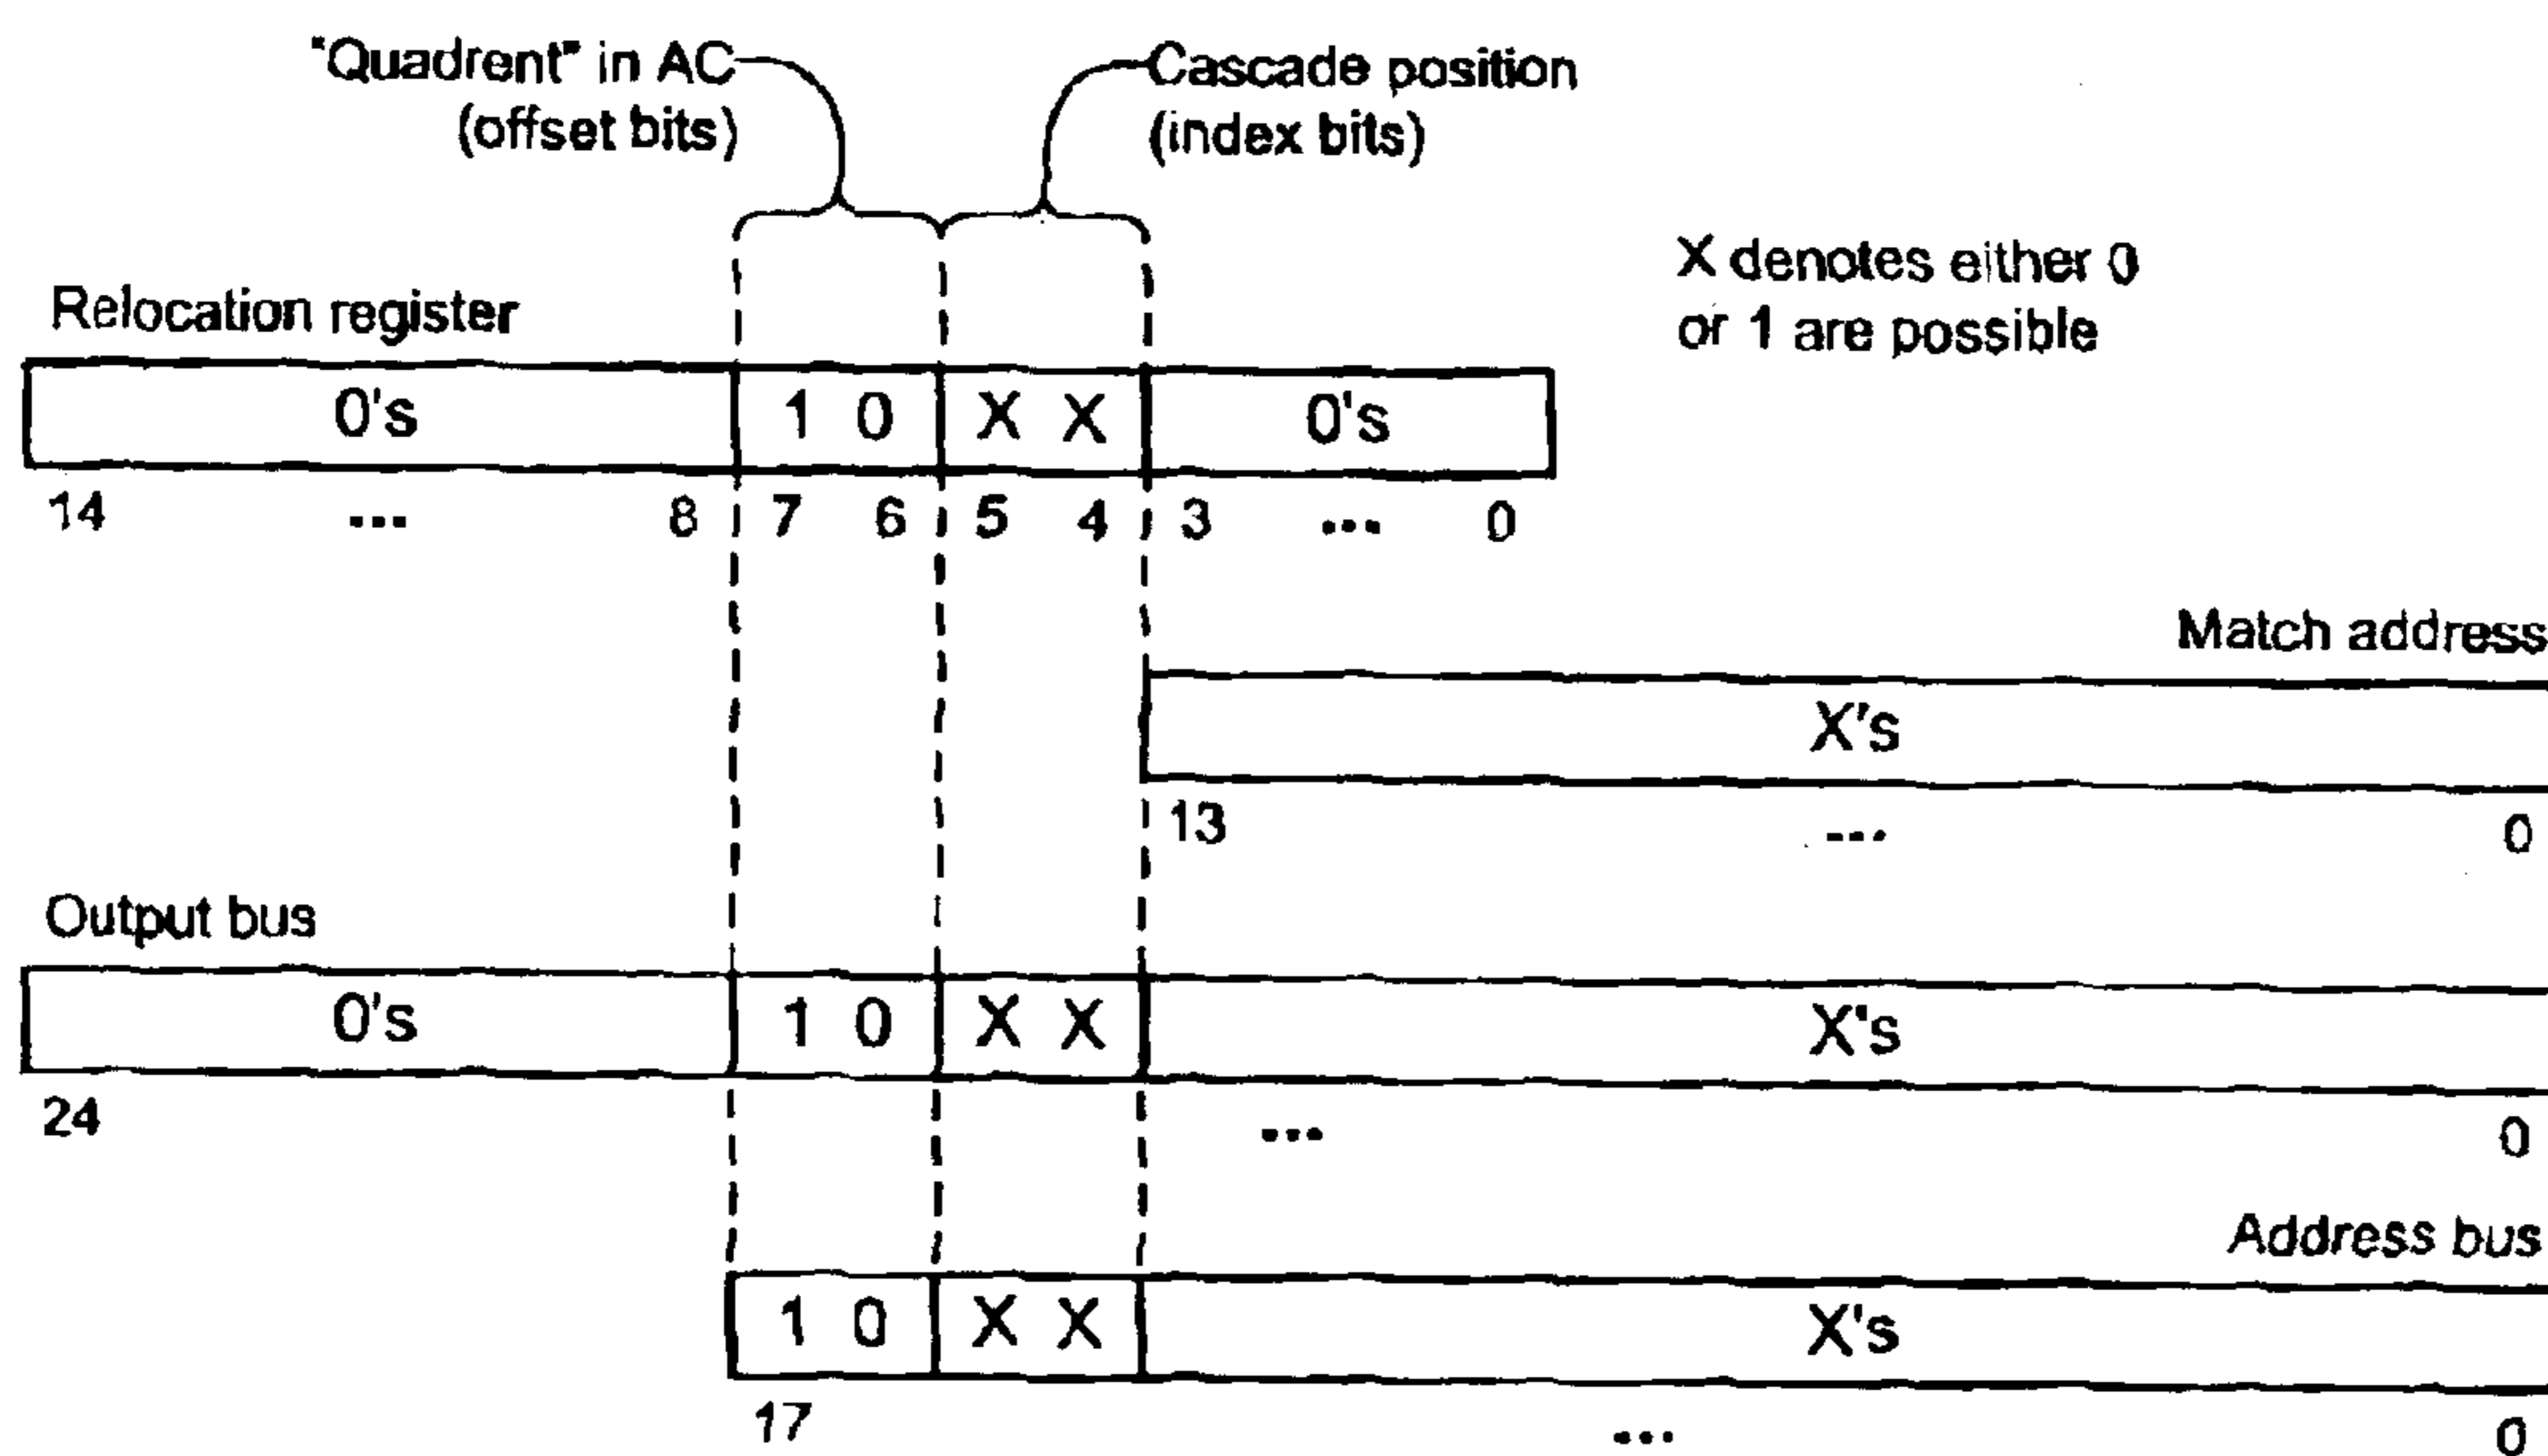 "Quadrent" in AC
(offset bits)
Cascade position
(index bits)
X denotes either 0
or 1 are possible
Relocation register
0's 1 0 X X 0's
14 ... 8 7 6 5 4 3 ... 0
Match address
X's
13 ... 0
Output bus
0's 1 0 X X X's
24 ... 0
Address bus
1 0 X X X's
17 ... 0